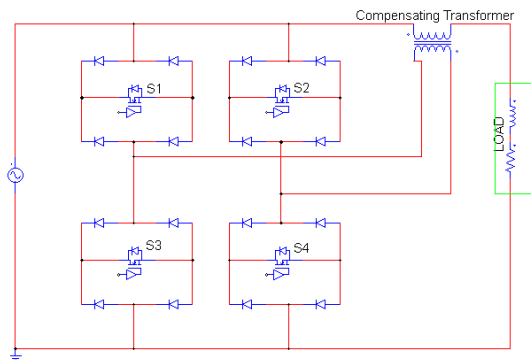 Compensating Transformer
S1
S2
LOAD
S3
S4